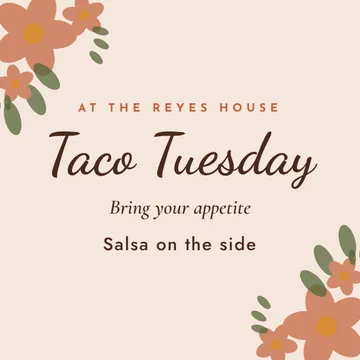 AT THE REYES HOUSE
Taco Tuesday
Bring your appetite
Salsa on the side